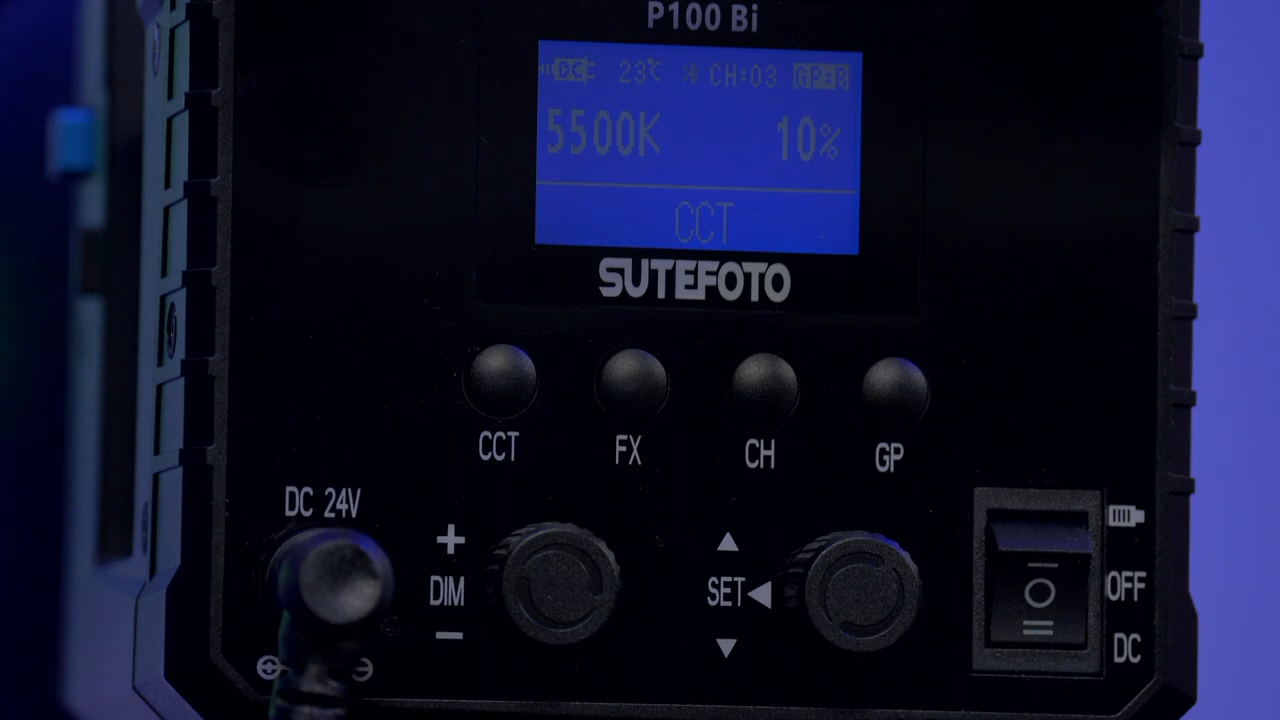 P100 Bi
DC 23℃ CH:03 GP:B
5500K 10%
CCT
SUTEFOTO
CCT FX CH GP
DC 24V
+
DIM
−
▲
SET◀
▼
OFF
DC